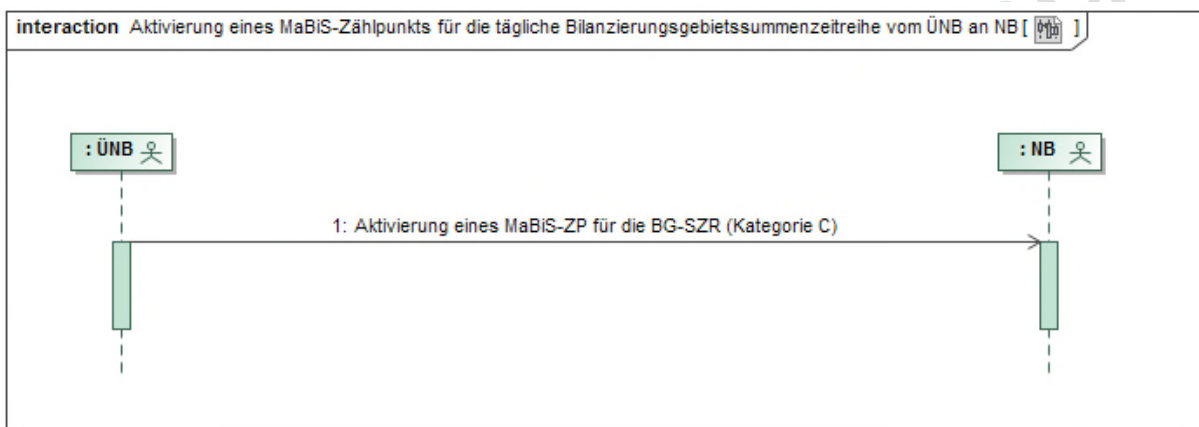 interaction Aktivierung eines MaBiS-Zählpunkts für die tägliche Bilanzierungsgebietssummenzeitreihe vom ÜNB an NB [ ]
: ÜNB
: NB
1: Aktivierung eines MaBiS-ZP für die BG-SZR (Kategorie C)